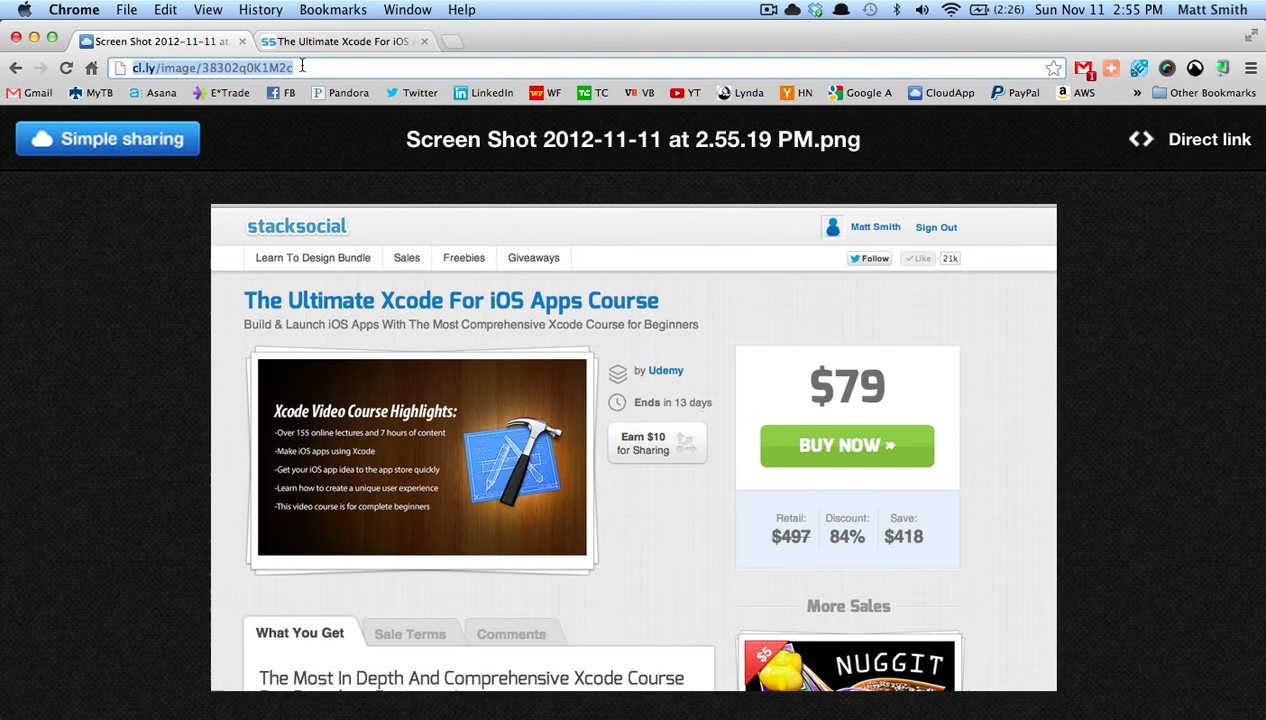 Chrome File Edit View History Bookmarks Window Help (2:26) Sun Nov 11 2:55 PM Matt Smith
Screen Shot 2012-11-11 at The Ultimate Xcode For iOS A
cl.ly/image/38302q0K1M2c
Gmail MyTB Asana E*Trade FB Pandora Twitter LinkedIn WF TC VB YT Lynda HN Google A CloudApp PayPal AWS » Other Bookmarks
Simple sharing Screen Shot 2012-11-11 at 2.55.19 PM.png Direct link
stacksocial Matt Smith Sign Out
Learn To Design Bundle Sales Freebies Giveaways Follow Like 21k
The Ultimate Xcode For iOS Apps Course
Build & Launch iOS Apps With The Most Comprehensive Xcode Course for Beginners
Xcode Video Course Highlights:
-Over 155 online lectures and 7 hours of content
-Make iOS apps using Xcode
-Get your iOS app idea to the app store quickly
-Learn how to create a unique user experience
-This video course is for complete beginners
by Udemy
Ends in 13 days
Earn $10
for Sharing
$79
BUY NOW »
Retail: Discount: Save:
$497 84% $418
More Sales
What You Get Sale Terms Comments
The Most In Depth And Comprehensive Xcode Course
$5 NUGGIT